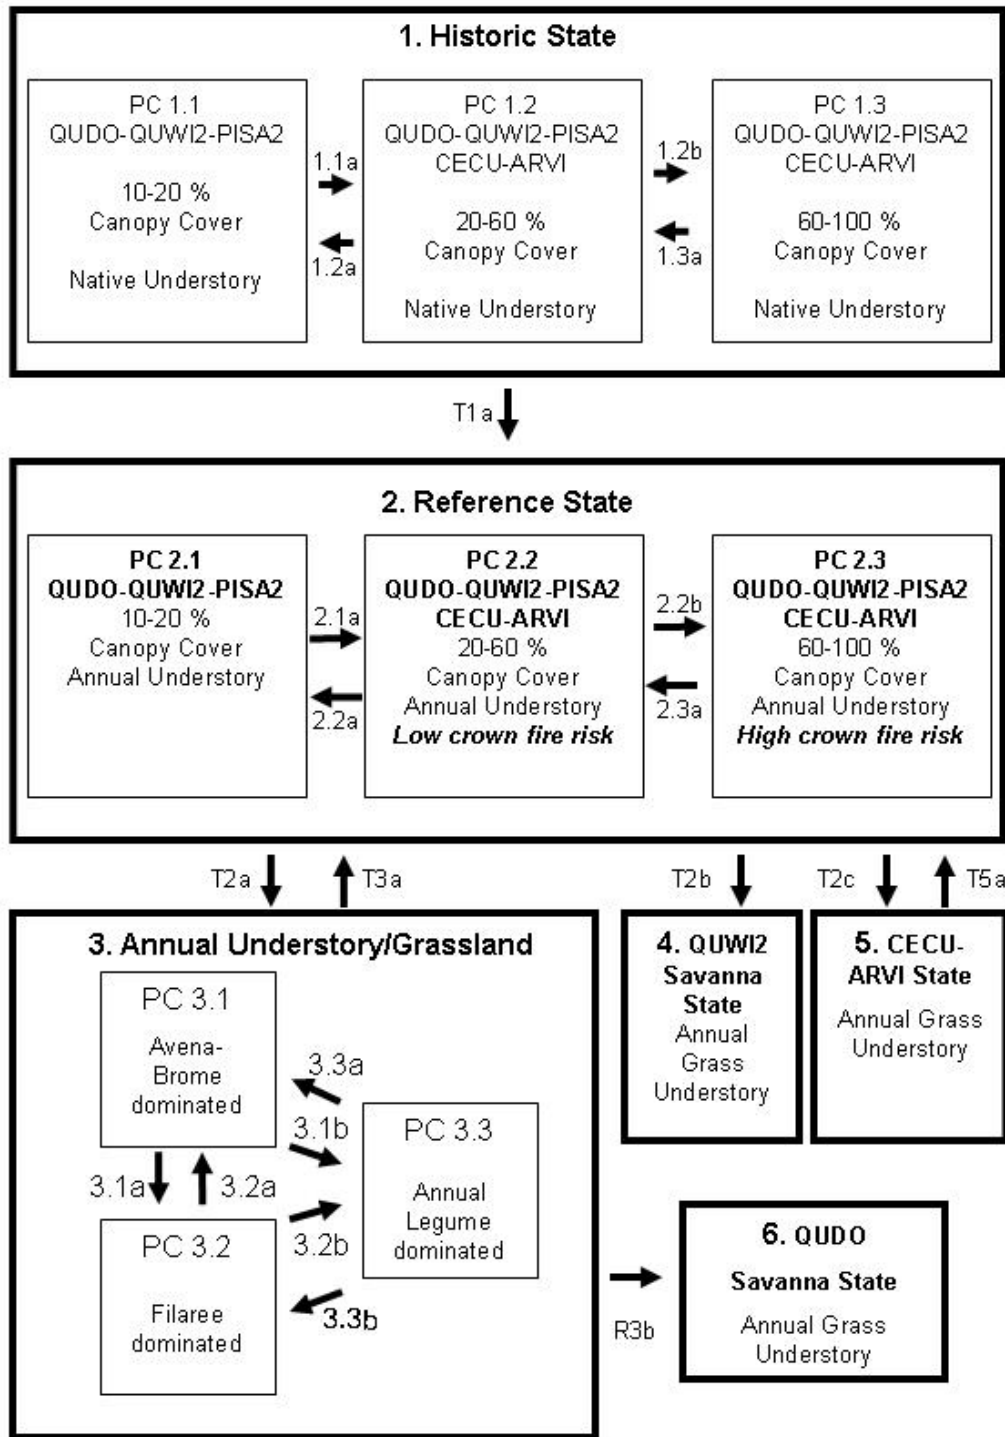 1. Historic State
PC 1.1
QUDO-QUWI2-PISA2
10-20 %
Canopy Cover
Native Understory
1.1a
1.2a
PC 1.2
QUDO-QUWI2-PISA2
CECU-ARVI
20-60 %
Canopy Cover
Native Understory
1.2b
1.3a
PC 1.3
QUDO-QUWI2-PISA2
CECU-ARVI
60-100 %
Canopy Cover
Native Understory
T1a
2. Reference State
PC 2.1
QUDO-QUWI2-PISA2
10-20 %
Canopy Cover
Annual Understory
2.1a
2.2a
PC 2.2
QUDO-QUWI2-PISA2
CECU-ARVI
20-60 %
Canopy Cover
Annual Understory
Low crown fire risk
2.2b
2.3a
PC 2.3
QUDO-QUWI2-PISA2
CECU-ARVI
60-100 %
Canopy Cover
Annual Understory
High crown fire risk
T2a
T3a
T2b
T2c
T5a
3. Annual Understory/Grassland
PC 3.1
Avena-
Brome
dominated
3.3a
3.1b
3.1a
3.2a
PC 3.3
Annual
Legume
dominated
PC 3.2
Filaree
dominated
3.2b
3.3b
4. QUWI2
Savanna
State
Annual
Grass
Understory
5. CECU-
ARVI State
Annual Grass
Understory
R3b
6. QUDO
Savanna State
Annual Grass
Understory